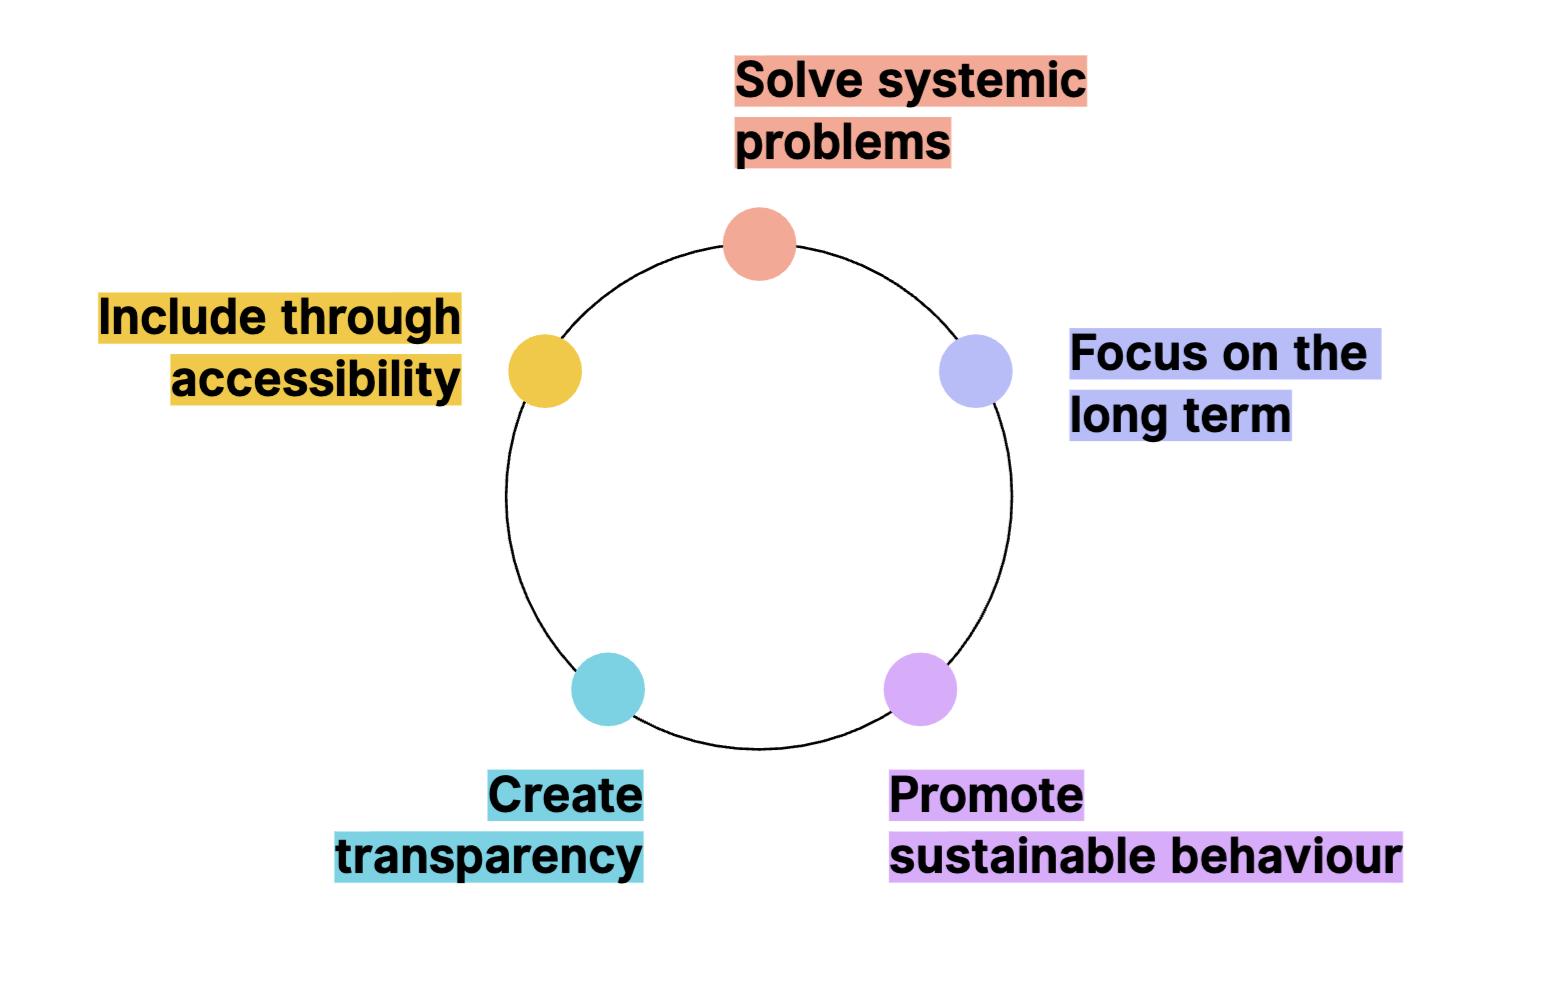 Solve systemic
problems
Focus on the
long term
Promote
sustainable behaviour
Create
transparency
Include through
accessibility